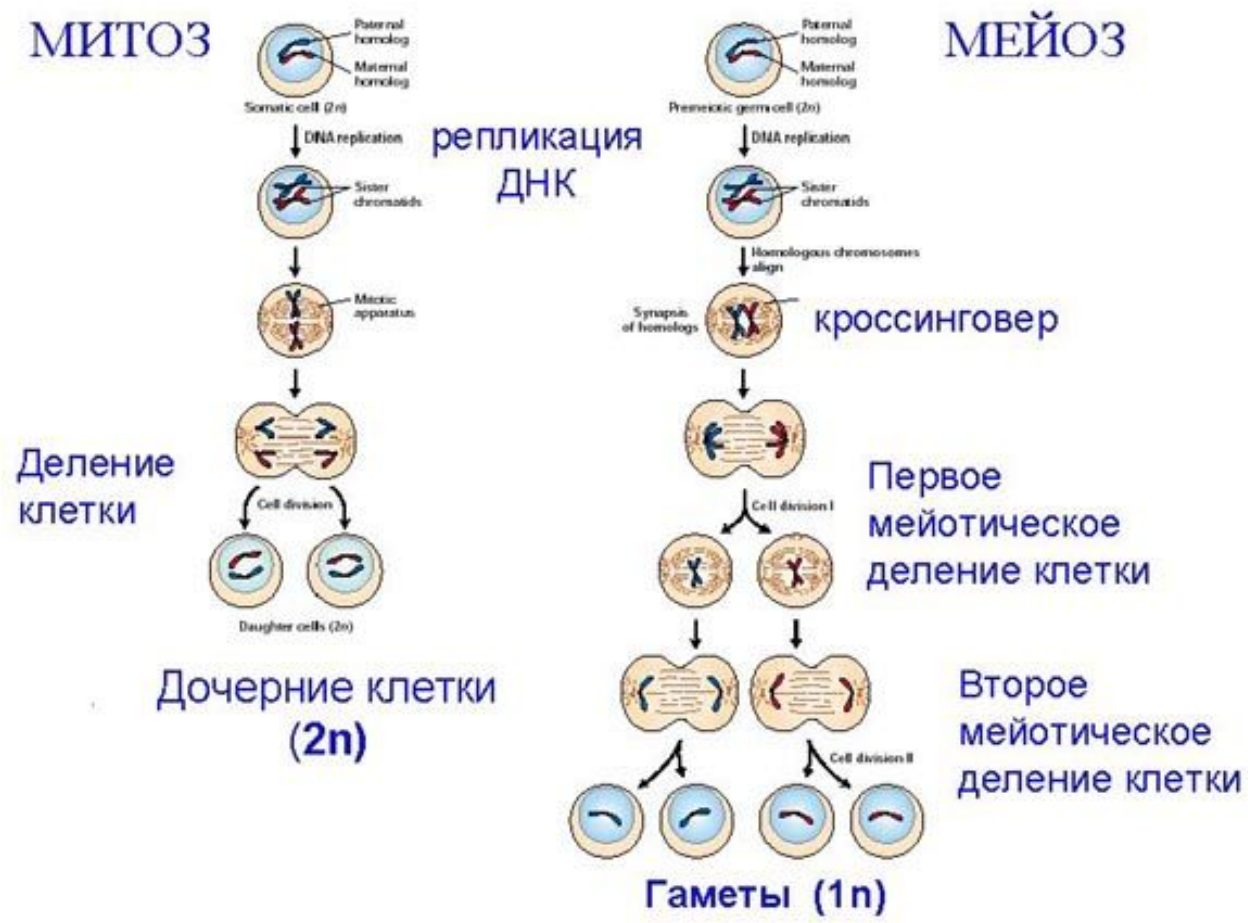 МИТОЗ
Paternal
homolog
Maternal
homolog
Somatic cell (2n)
DNA replication
Sister
chromatids
Mitotic
apparatus
Деление
клетки
Cell division
Daughter cells (2n)
Дочерние клетки
(2n)
репликация
ДНК
МЕЙОЗ
Paternal
homolog
Maternal
homolog
Premeiotic germ cell (2n)
DNA replication
Sister
chromatids
Homologous chromosomes
align
Synapsis
of homologs
кроссинговер
Cell division I
Первое
мейотическое
деление клетки
Второе
мейотическое
деление клетки
Cell division II
Гаметы (1n)